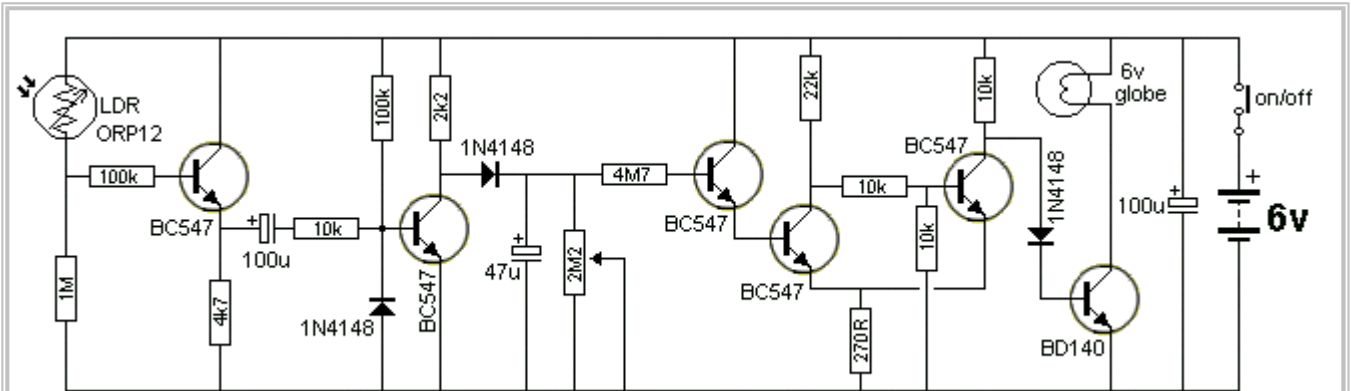 LDR
ORP12
100k
1M
BC547
4k7
100u
10k
1N4148
100k
2k2
BC547
1N4148
47u
2M2
4M7
BC547
BC547
22k
10k
10k
270R
BC547
10k
1N4148
6v
globe
BD140
100u
on/off
6v